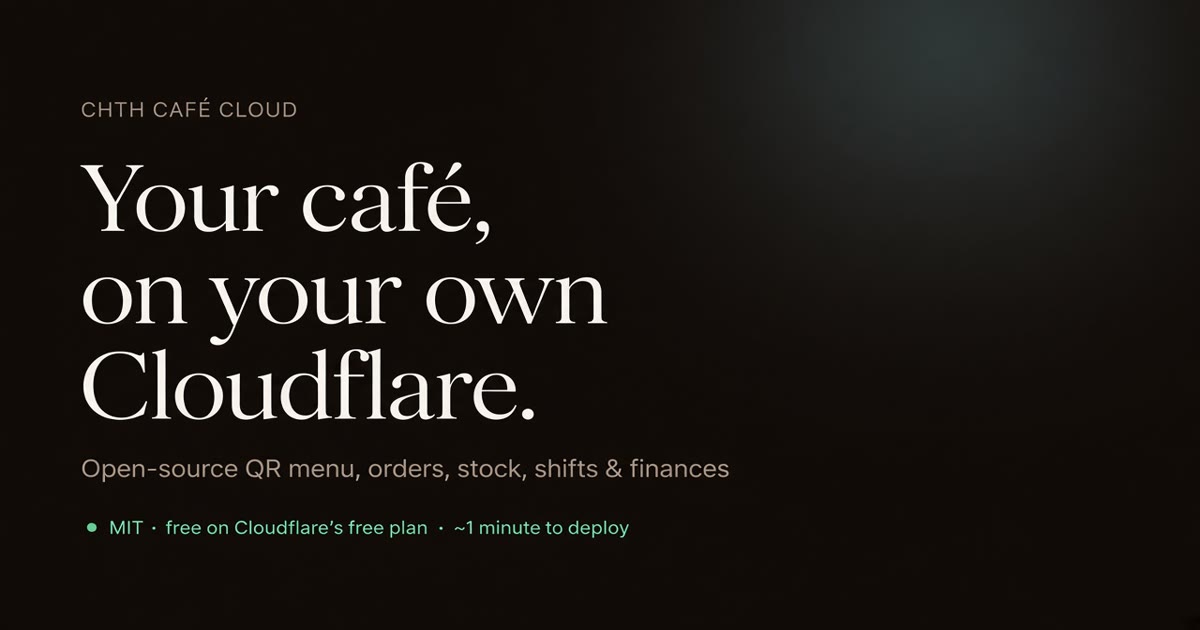 CHTH CAFÉ CLOUD
Your café,
on your own
Cloudflare.
Open-source QR menu, orders, stock, shifts & finances
MIT · free on Cloudflare’s free plan · ~1 minute to deploy